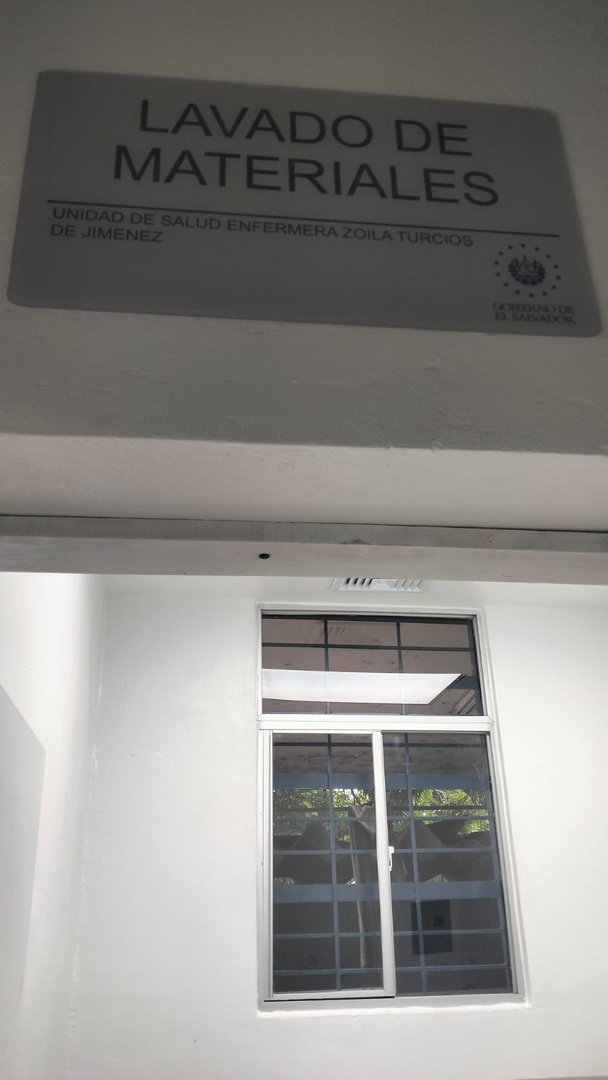 LAVADO DE
MATERIALES
UNIDAD DE SALUD ENFERMERA ZOILA TURCIOS
DE JIMENEZ
GOBIERNO DE
EL SALVADOR